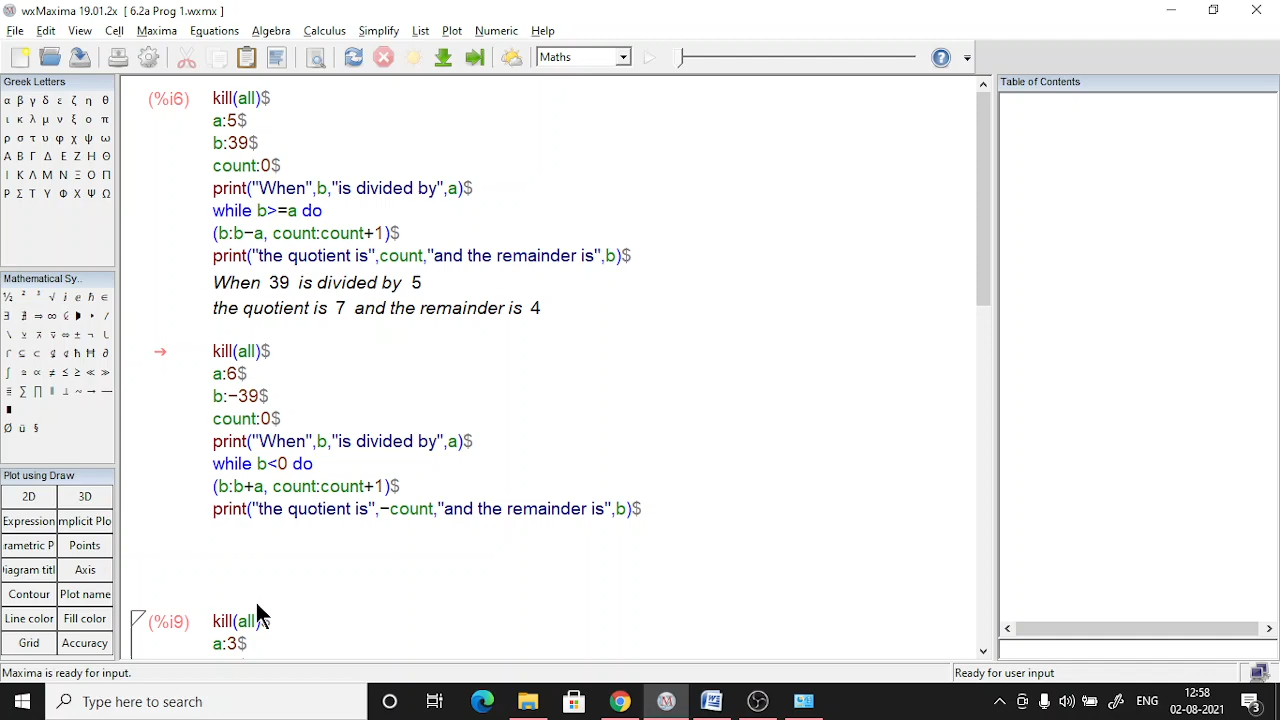 wxMaxima 19.01.2x [ 6.2a Prog 1.wxmx ]
File Edit View Cell Maxima Equations Algebra Calculus Simplify List Plot Numeric Help
Maths
Greek Letters
α β γ δ ε ζ η θ
ι κ λ μ ν ξ ο π
ρ σ τ υ φ χ ψ ω
Α Β Γ Δ Ε Ζ Η Θ
Ι Κ Λ Μ Ν Ξ Ο Π
Ρ Σ Τ Υ Φ Χ Ψ Ω
Mathematical Sy...
Plot using Draw
2D 3D
Expression mplicit Plo
rametric P Points
iagram titl Axis
Contour Plot name
Line color Fill color
Grid Accuracy
(%i6) kill(all)$
a:5$
b:39$
count:0$
print("When",b,"is divided by",a)$
while b>=a do
(b:b−a, count:count+1)$
print("the quotient is",count,"and the remainder is",b)$
When 39 is divided by 5
the quotient is 7 and the remainder is 4
➔ kill(all)$
a:6$
b:−39$
count:0$
print("When",b,"is divided by",a)$
while b<0 do
(b:b+a, count:count+1)$
print("the quotient is",−count,"and the remainder is",b)$
(%i9) kill(all)$
a:3$
Table of Contents
Maxima is ready for input.
Ready for user input
Type here to search
ENG
12:58
02-08-2021
3